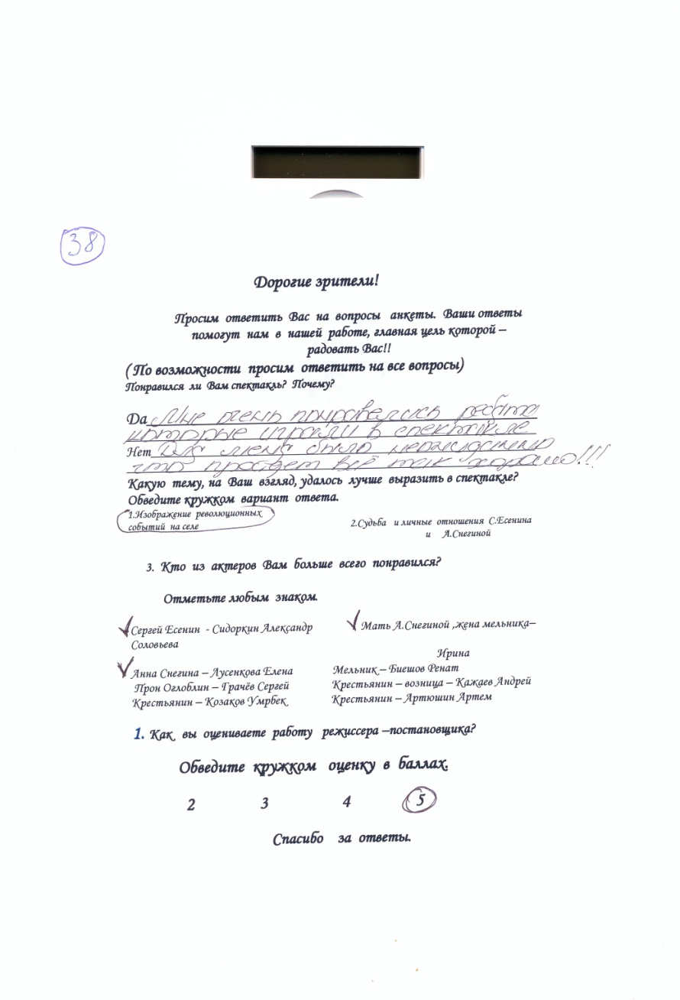 38
Дорогие зрители!
Просим ответить Вас на вопросы анкеты. Ваши ответы
помогут нам в нашей работе, главная цель которой –
радовать Вас!!
(По возможности просим ответить на все вопросы)
Понравился ли Вам спектакль? Почему?
Да Мне очень понравелись ребята
которые играли в спектакле
Нет Для меня было неожиданно
что пройдет всё так хорошо!!!
Какую тему, на Ваш взгляд, удалось лучше выразить в спектакле?
Обведите кружком вариант ответа.
1.Изображение революционных
событий на селе
2.Судьба и личные отношения С.Есенина
и А.Снегиной
3. Кто из актеров Вам больше всего понравился?
Отметьте любым знаком.
Сергей Есенин - Сидоркин Александр
Мать А.Снегиной ,жена мельника–
Соловьева
Ирина
Анна Снегина – Лусенкова Елена
Мельник – Биешов Ренат
Прон Оглоблин – Грачёв Сергей
Крестьянин – возница – Кажаев Андрей
Крестьянин – Козаков Умрбек
Крестьянин – Артюшин Артем
1. Как вы оцениваете работу режиссера –постановщика?
Обведите кружком оценку в баллах.
2 3 4 5
Спасибо за ответы.